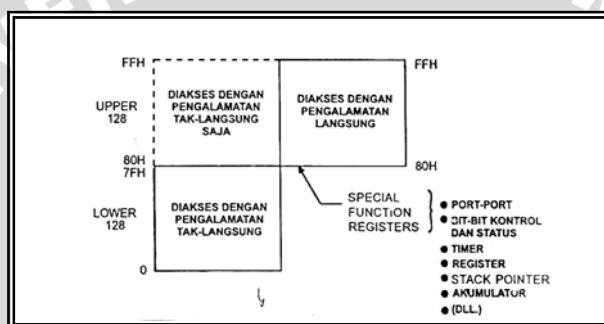 FFH
UPPER
128
80H
7FH
LOWER
128
0
DIAKSES DENGAN
PENGALAMATAN
TAK-LANGSUNG
SAJA
DIAKSES DENGAN
PENGALAMATAN
LANGSUNG
FFH
80H
DIAKSES DENGAN
PENGALAMATAN
TAK-LANGSUNG
SPECIAL
FUNCTION
REGISTERS
● PORT-PORT
● BIT-BIT KONTROL
DAN STATUS
● TIMER
● REGISTER
● STACK POINTER
● AKUMULATOR
● (DLL.)